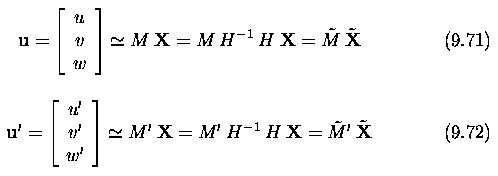 𝐮 = [ u v w ] ≃ M 𝐗 = M H⁻¹ H 𝐗 = M̃ 𝐗̃ (9.71)
𝐮′ = [ u′ v′ w′ ] ≃ M′ 𝐗 = M′ H⁻¹ H 𝐗 = M̃′ 𝐗̃ (9.72)